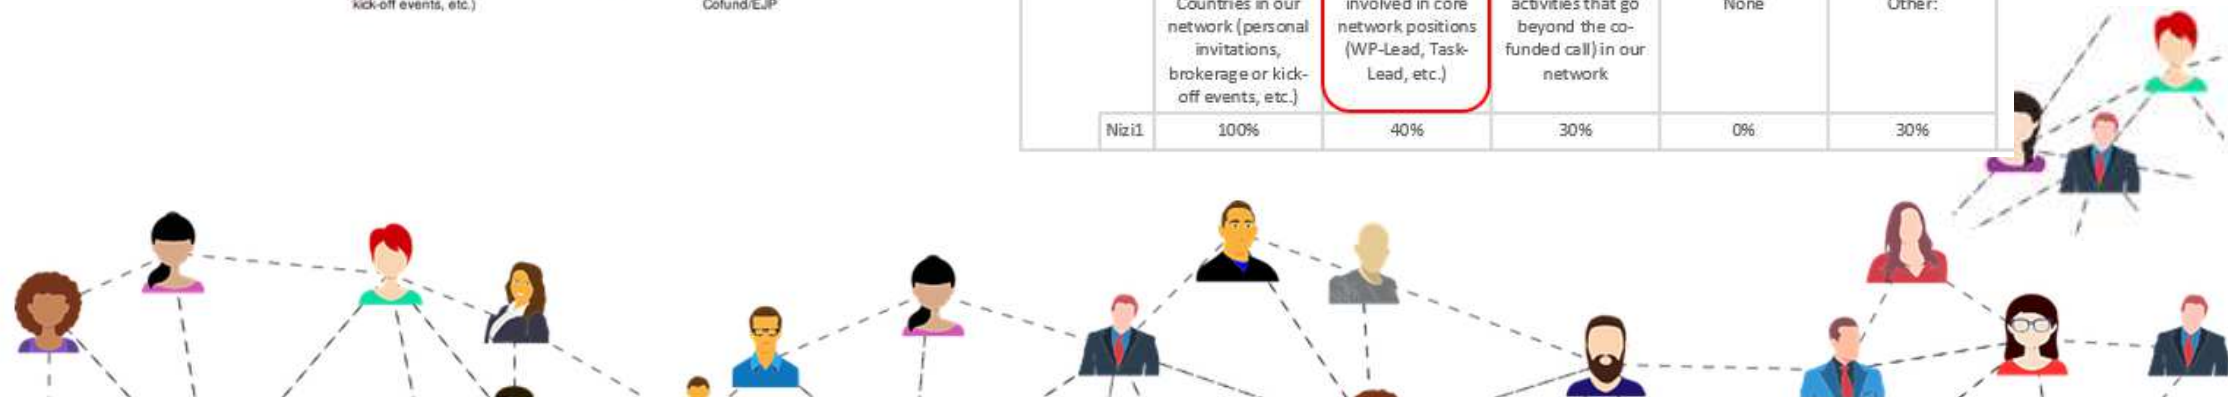 kick-off events, etc.)
Cofund/EJP
Countries in our
network (personal
invitations,
brokerage or kick-
off events, etc.)
involved in core
network positions
(WP-Lead, Task-
Lead, etc.)
activities that go
beyond the co-
funded call) in our
network
None
Other:
Nizi1 100% 40% 30% 0% 30%